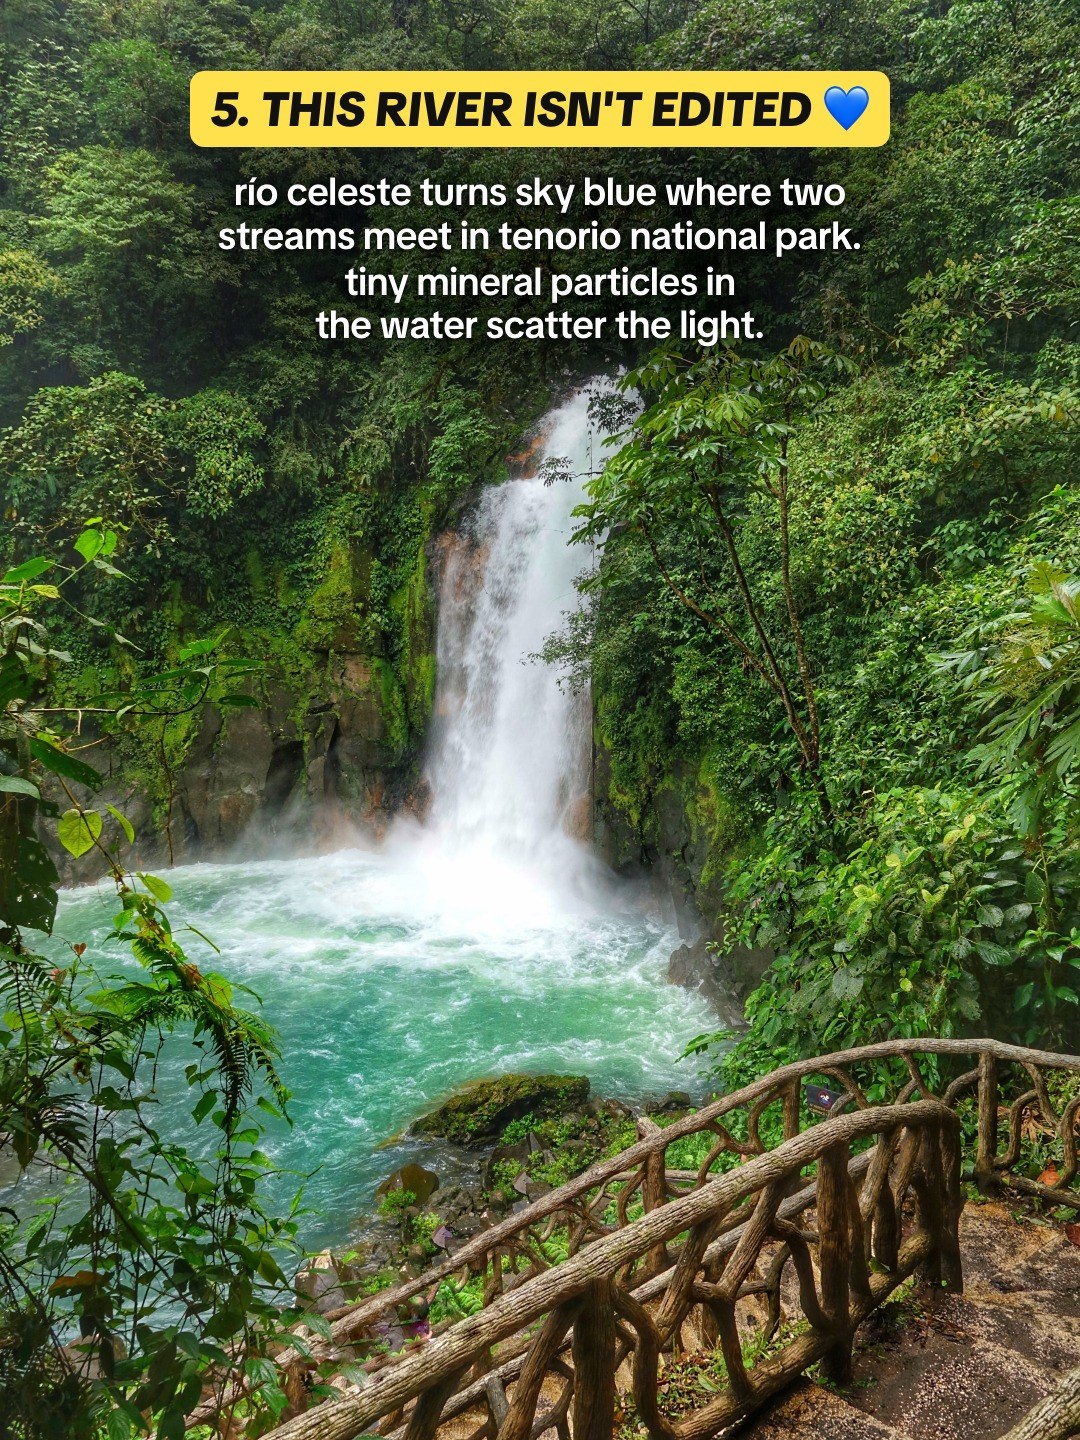 5. THIS RIVER ISN'T EDITED 💙
río celeste turns sky blue where two
streams meet in tenorio national park.
tiny mineral particles in
the water scatter the light.